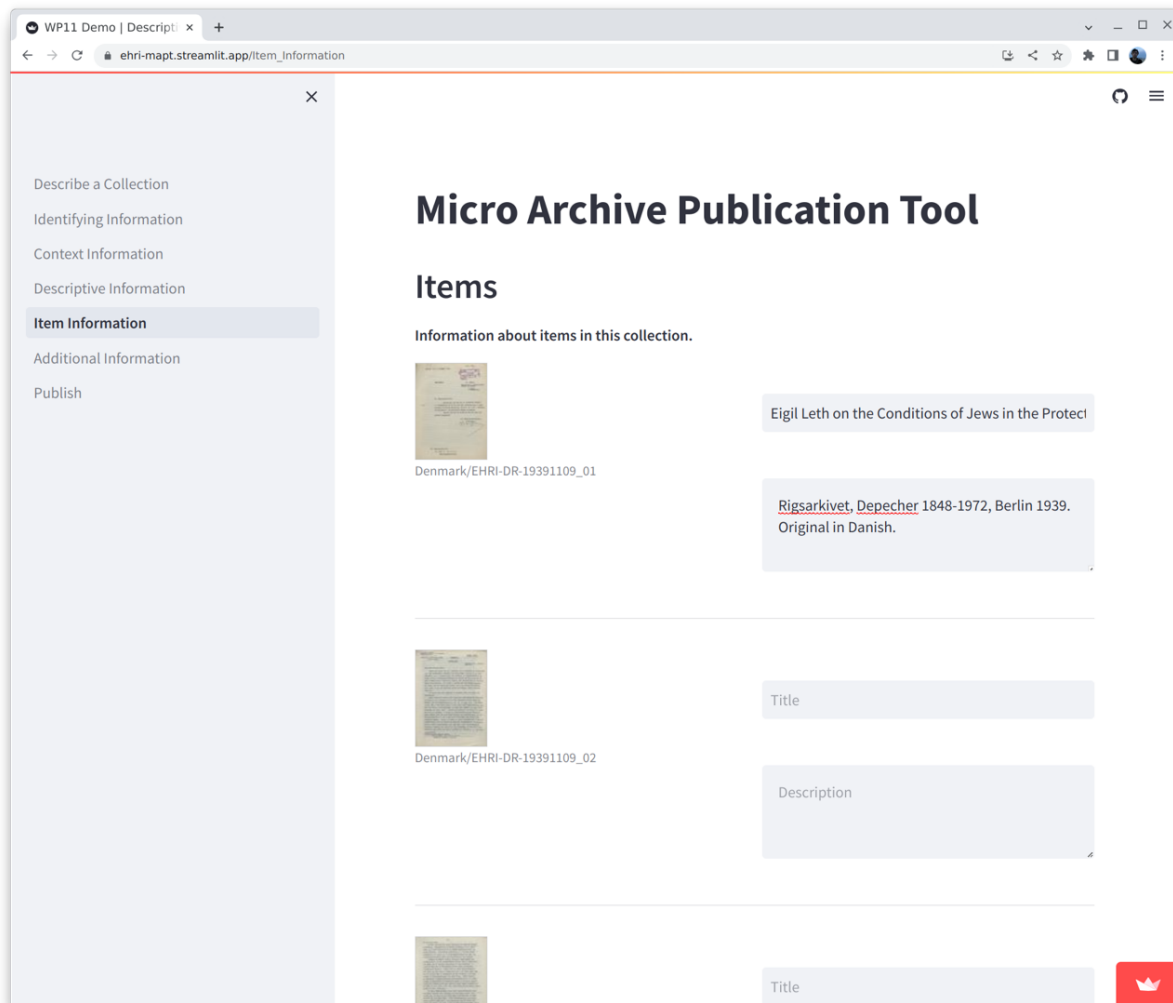 WP11 Demo | Descripti
ehri-mapt.streamlit.app/Item_Information
Describe a Collection
Identifying Information
Context Information
Descriptive Information
Item Information
Additional Information
Publish
Micro Archive Publication Tool
Items
Information about items in this collection.
Denmark/EHRI-DR-19391109_01
Eigil Leth on the Conditions of Jews in the Protect
Rigsarkivet, Depecher 1848-1972, Berlin 1939.
Original in Danish.
Denmark/EHRI-DR-19391109_02
Title
Description
Title